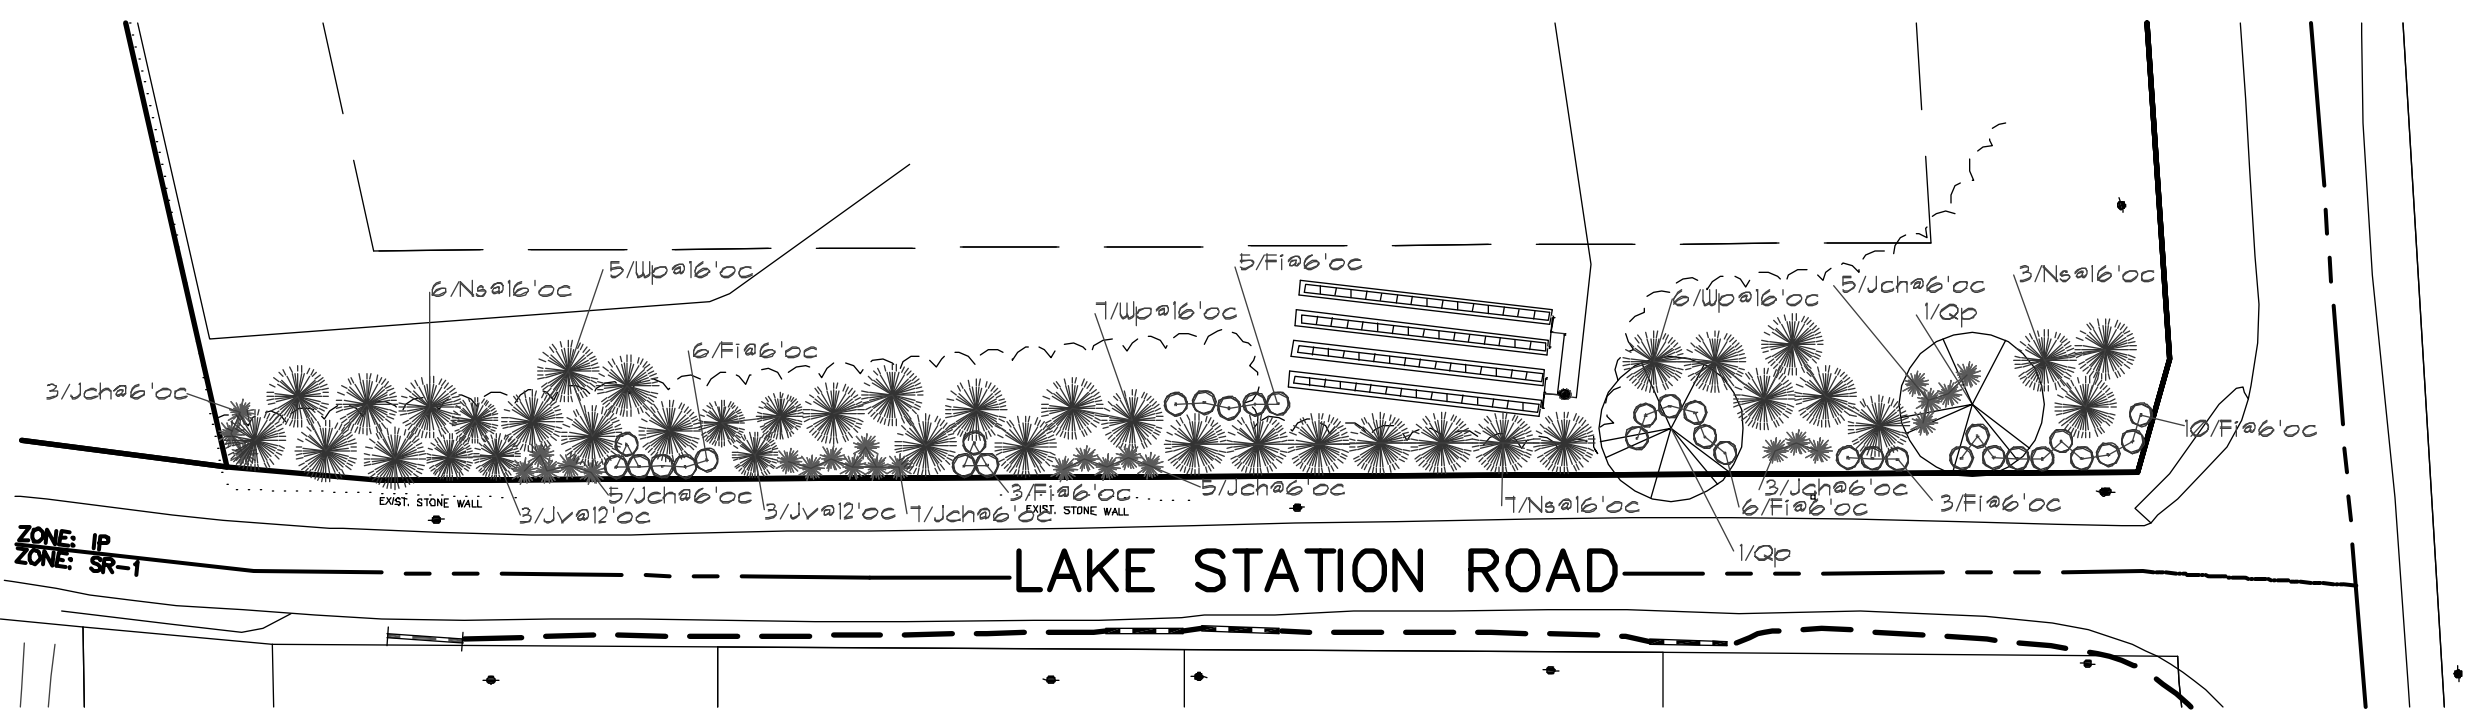 5/Fi@6'oc
5/Wp@16'oc
6/Ns@16'oc
3/Ns@16'oc
5/Jch@6'oc
6/Wp@16'oc
7/Wp@16'oc
1/Qp
6/Fi@6'oc
3/Jch@6'oc
10/Fi@6'oc
5/Jch@6'oc
5/Jch@6'oc
3/Jch@6'oc
3/Fi@6'oc
EXIST. STONE WALL
3/Jv@12'oc
3/Jv@12'oc
7/Jch@6'oc
EXIST. STONE WALL
7/Ns@16'oc
6/Fi@6'oc
3/Fi@6'oc
ZONE: IP
ZONE: SR-1
1/Qp
LAKE STATION ROAD